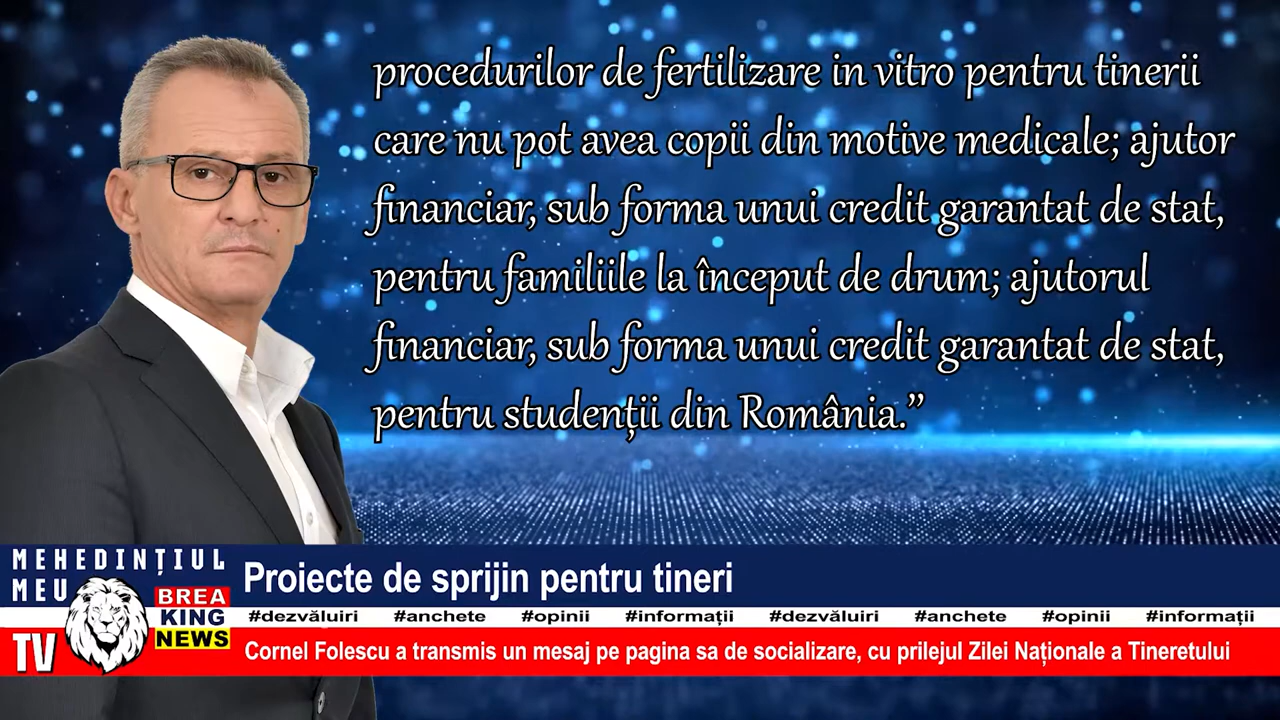 procedurilor de fertilizare in vitro pentru tinerii
care nu pot avea copii din motive medicale; ajutor
financiar, sub forma unui credit garantat de stat,
pentru familiile la început de drum; ajutorul
financiar, sub forma unui credit garantat de stat,
pentru studenții din România.”
MEHEDINȚIUL
MEU
TV
BREA
KING
NEWS
Proiecte de sprijin pentru tineri
#dezvăluiri #anchete #opinii #informații #dezvăluiri #anchete #opinii #informații
Cornel Folescu a transmis un mesaj pe pagina sa de socializare, cu prilejul Zilei Naționale a Tineretului